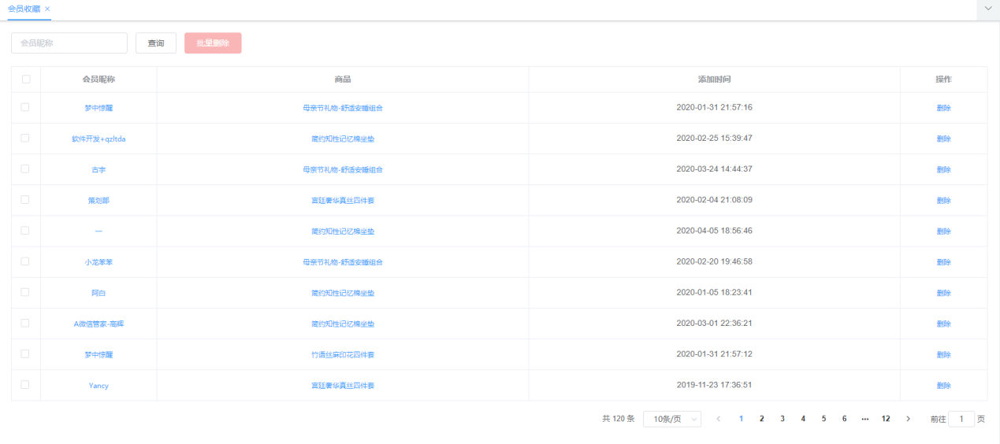 会员收藏 ×
会员昵称 查询 批量删除
会员昵称 商品 添加时间 操作
梦中惊醒 母亲节礼物-舒适安睡组合 2020-01-31 21:57:16 删除
软件开发+qzltda 简约知性记忆棉坐垫 2020-02-25 15:39:47 删除
古宇 母亲节礼物-舒适安睡组合 2020-03-24 14:44:37 删除
策划部 宫廷奢华真丝四件套 2020-02-04 21:08:09 删除
一 简约知性记忆棉坐垫 2020-04-05 18:56:46 删除
小龙笨笨 母亲节礼物-舒适安睡组合 2020-02-20 19:46:58 删除
阿白 简约知性记忆棉坐垫 2020-01-05 18:23:41 删除
A微信管家-高辉 简约知性记忆棉坐垫 2020-03-01 22:36:21 删除
梦中惊醒 竹语丝麻印花四件套 2020-01-31 21:57:12 删除
Yancy 宫廷奢华真丝四件套 2019-11-23 17:36:51 删除
共 120 条 10条/页 1 2 3 4 5 6 ••• 12 前往 1 页